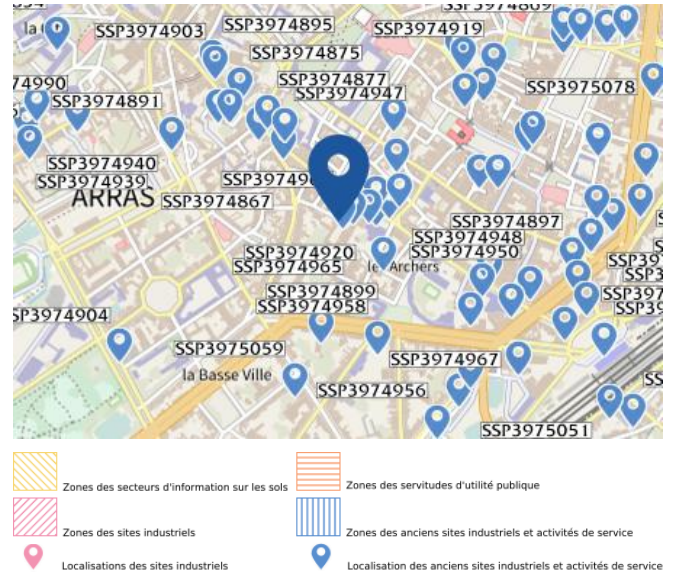 SSP3974895
SSP3974903
SSP3974919
SSP3974875
SSP3974877
SSP3975078
SSP3974947
SSP3974891
SSP3974940
SSP3974939
ARRAS
SSP3974867
SSP3974897
SSP3974948
SSP3974920
SSP3974950
SSP3974965
Archers
SSP3974899
SSP3974958
SSP3974904
SSP3975059
SSP3974967
la Basse Ville
SSP3974956
SSP3975051
Zones des secteurs d'information sur les sols
Zones des servitudes d'utilité publique
Zones des sites industriels
Zones des anciens sites industriels et activités de service
Localisations des sites industriels
Localisation des anciens sites industriels et activités de service